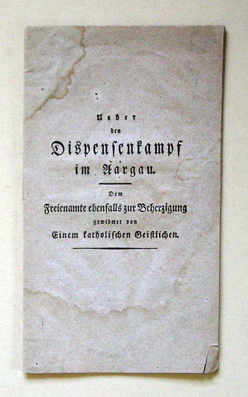 Ueber
den
Dispensenkampf
im Aargau.
Dem
Freienamte ebenfalls zur Beherzigung
gewidmet von
Einem katholischen Geistlichen.